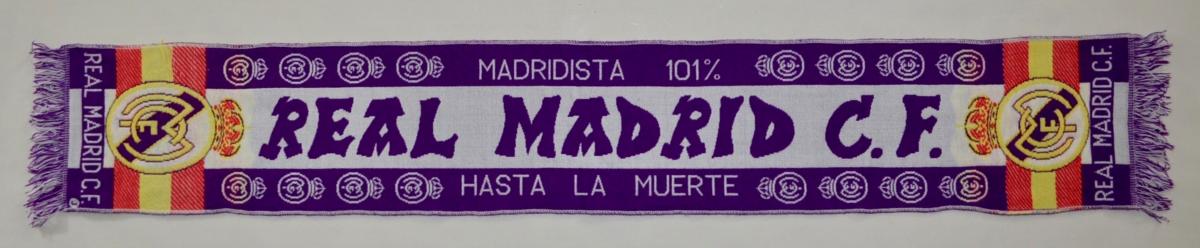 REAL MADRID C.F.
MADRIDISTA 101%
REAL MADRID C.F.
HASTA LA MUERTE
REAL MADRID C.F.